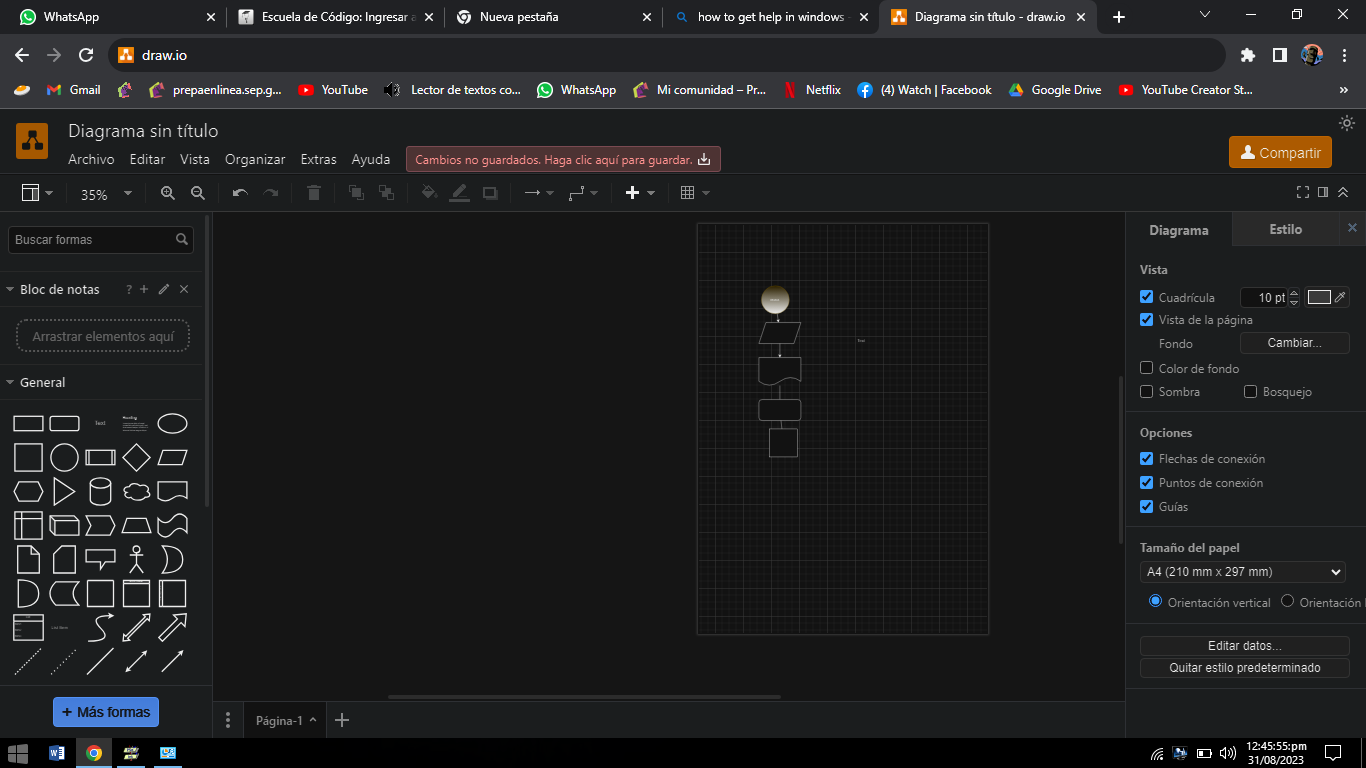 WhatsApp
Escuela de Código: Ingresar a
Nueva pestaña
how to get help in windows
Diagrama sin título - draw.io
draw.io
Gmail
prepaenlinea.sep.g...
YouTube
Lector de textos co...
WhatsApp
Mi comunidad – Pr...
Netflix
(4) Watch | Facebook
Google Drive
YouTube Creator St...
»
Diagrama sin título
Archivo Editar Vista Organizar Extras Ayuda
Cambios no guardados. Haga clic aquí para guardar.
Compartir
35%
Buscar formas
Bloc de notas
?
Arrastrar elementos aquí
General
Text
Heading
Text
Diagrama
Estilo
Vista
Cuadrícula 10 pt
Vista de la página
Fondo Cambiar...
Color de fondo
Sombra Bosquejo
Opciones
Flechas de conexión
Puntos de conexión
Guías
Tamaño del papel
A4 (210 mm x 297 mm)
Orientación vertical Orientación
Editar datos...
Quitar estilo predeterminado
+ Más formas
Página-1
12:45:55:pm
31/08/2023